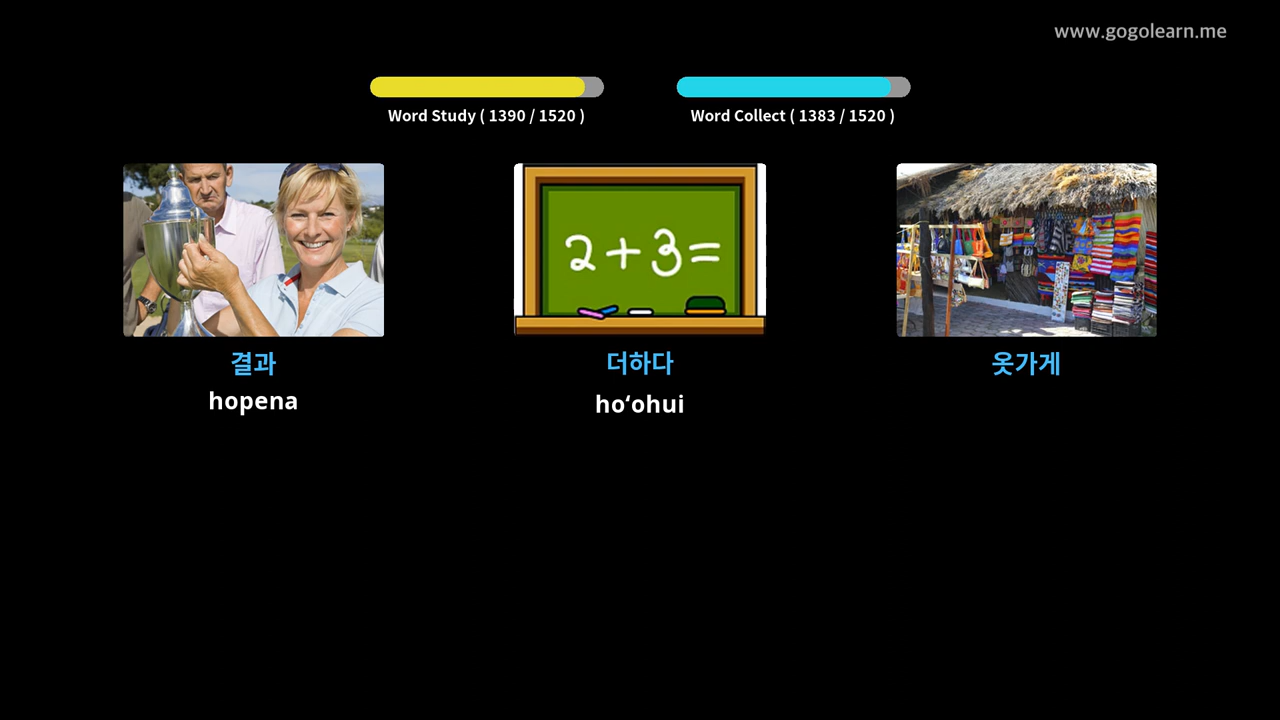 www.gogolearn.me
Word Study ( 1390 / 1520 )
Word Collect ( 1383 / 1520 )
2+3=
결과
더하다
옷가게
hopena
hoʻohui